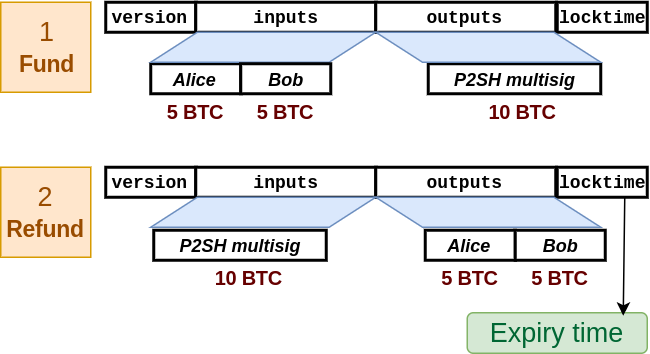 1
Fund
version inputs outputs locktime
Alice Bob P2SH multisig
5 BTC 5 BTC 10 BTC
2
Refund
version inputs outputs locktime
P2SH multisig Alice Bob
10 BTC 5 BTC 5 BTC
Expiry time